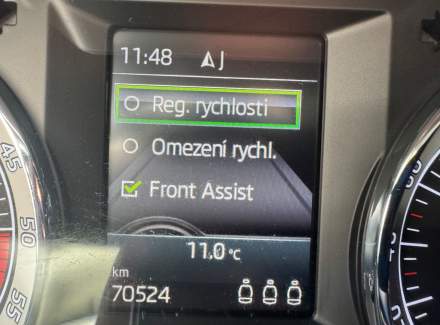 11:48 J
Reg. rychlosti
Omezení rychl.
Front Assist
11.0 °C
km
70524
45
50
55